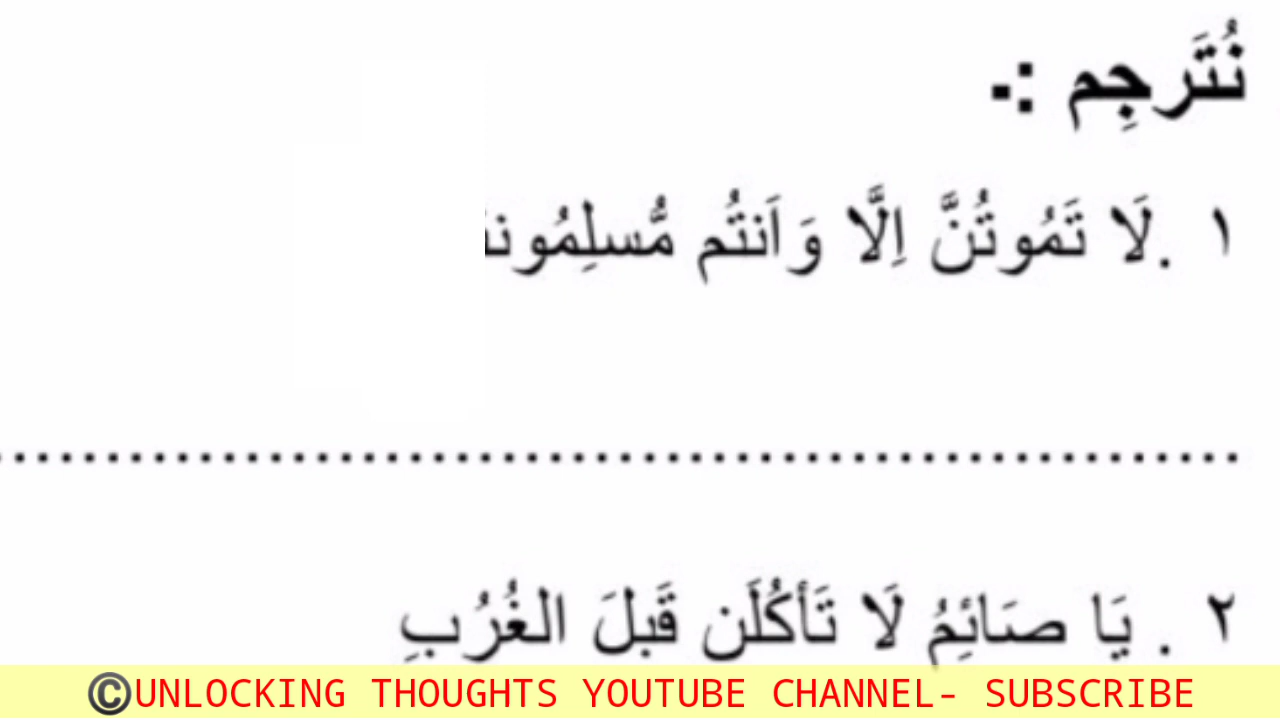 نُتَرجِم :-
١ .لَا تَمُوتُنَّ اِلَّا وَاَنتُم مُّسلِمُون
........................................................
٢ . يَا صَائِمُ لَا تَأكُلَن قَبلَ الغُرُبِ
©UNLOCKING THOUGHTS YOUTUBE CHANNEL- SUBSCRIBE